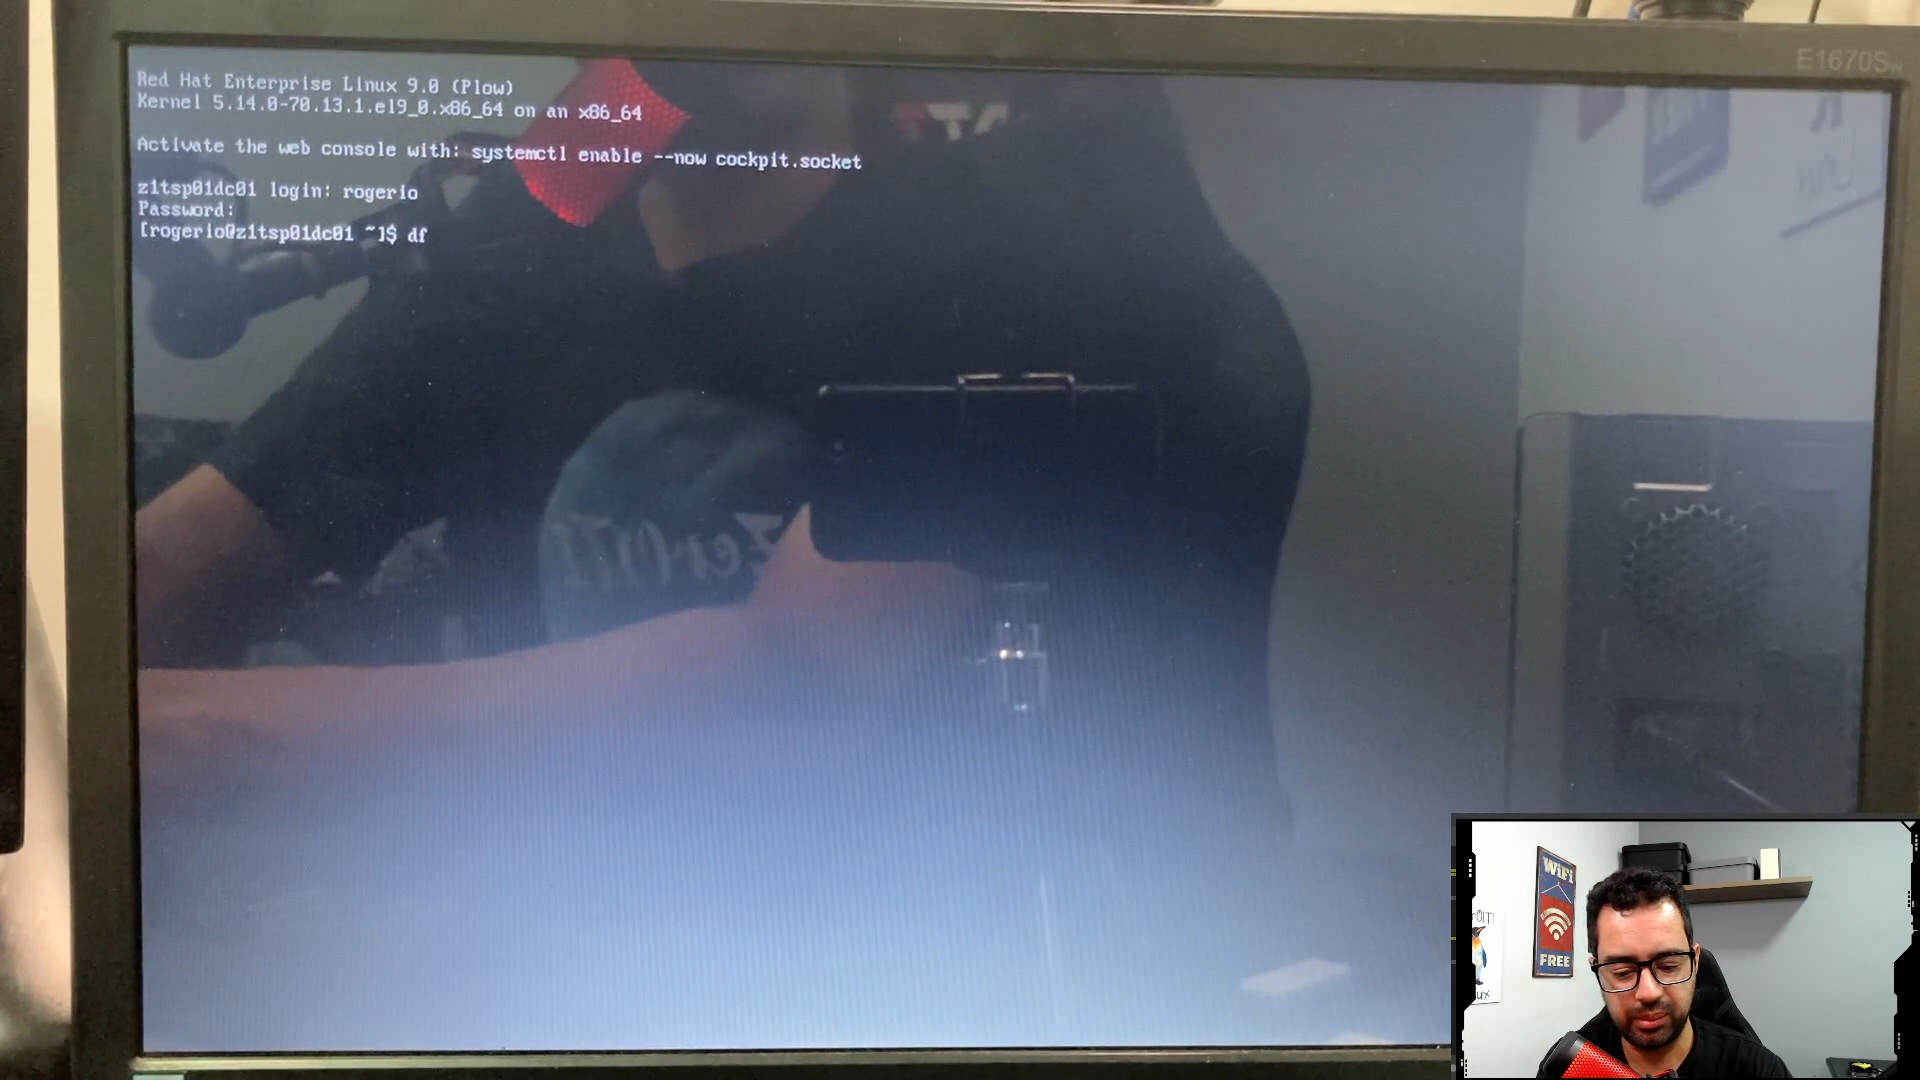 E1670Sw
Red Hat Enterprise Linux 9.0 (Plow)
Kernel 5.14.0-70.13.1.el9_0.x86_64 on an x86_64
Activate the web console with: systemctl enable --now cockpit.socket
z1tsp01dc01 login: rogerio
Password:
[rogerio@z1tsp01dc01 ~]$ df
ZerOITI
WiFi
FREE